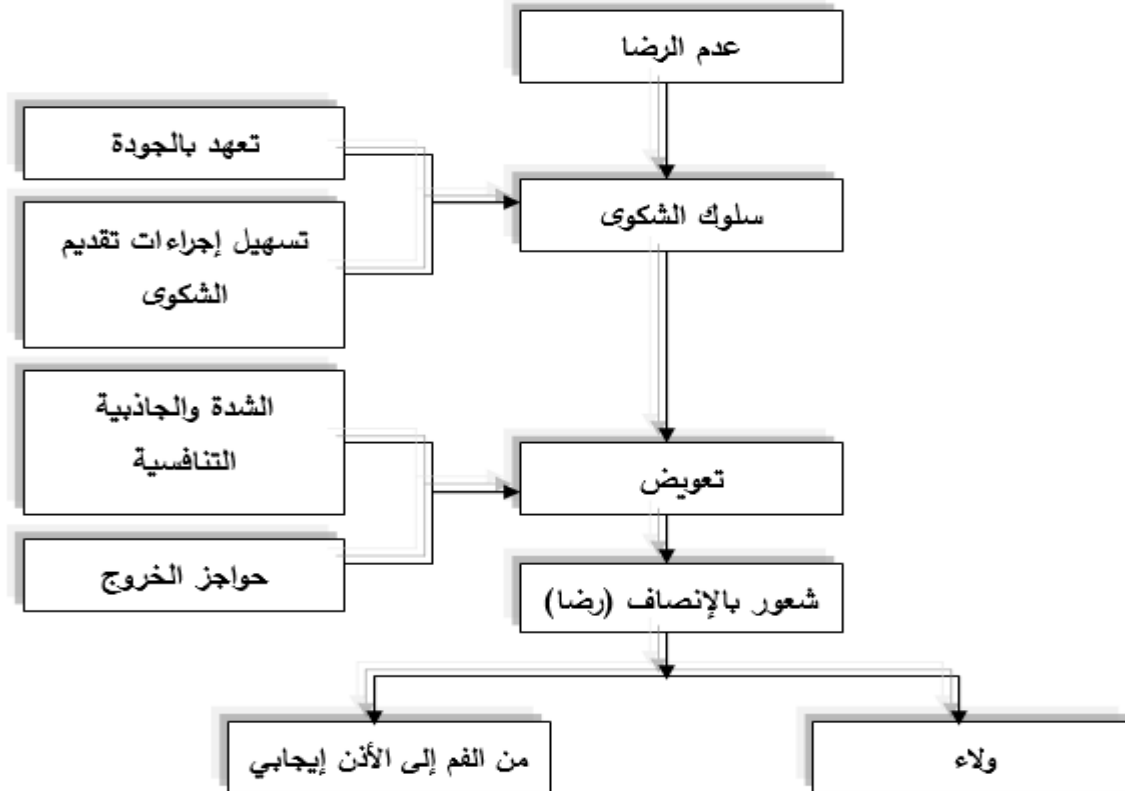 عدم الرضا
تعهد بالجودة
سلوك الشكوى
تسهيل إجراءات تقديم
الشكوى
الشدة والجاذبية
التنافسية
تعويض
حواجز الخروج
شعور بالإنصاف (رضا)
ولاء
من الفم إلى الأذن إيجابي